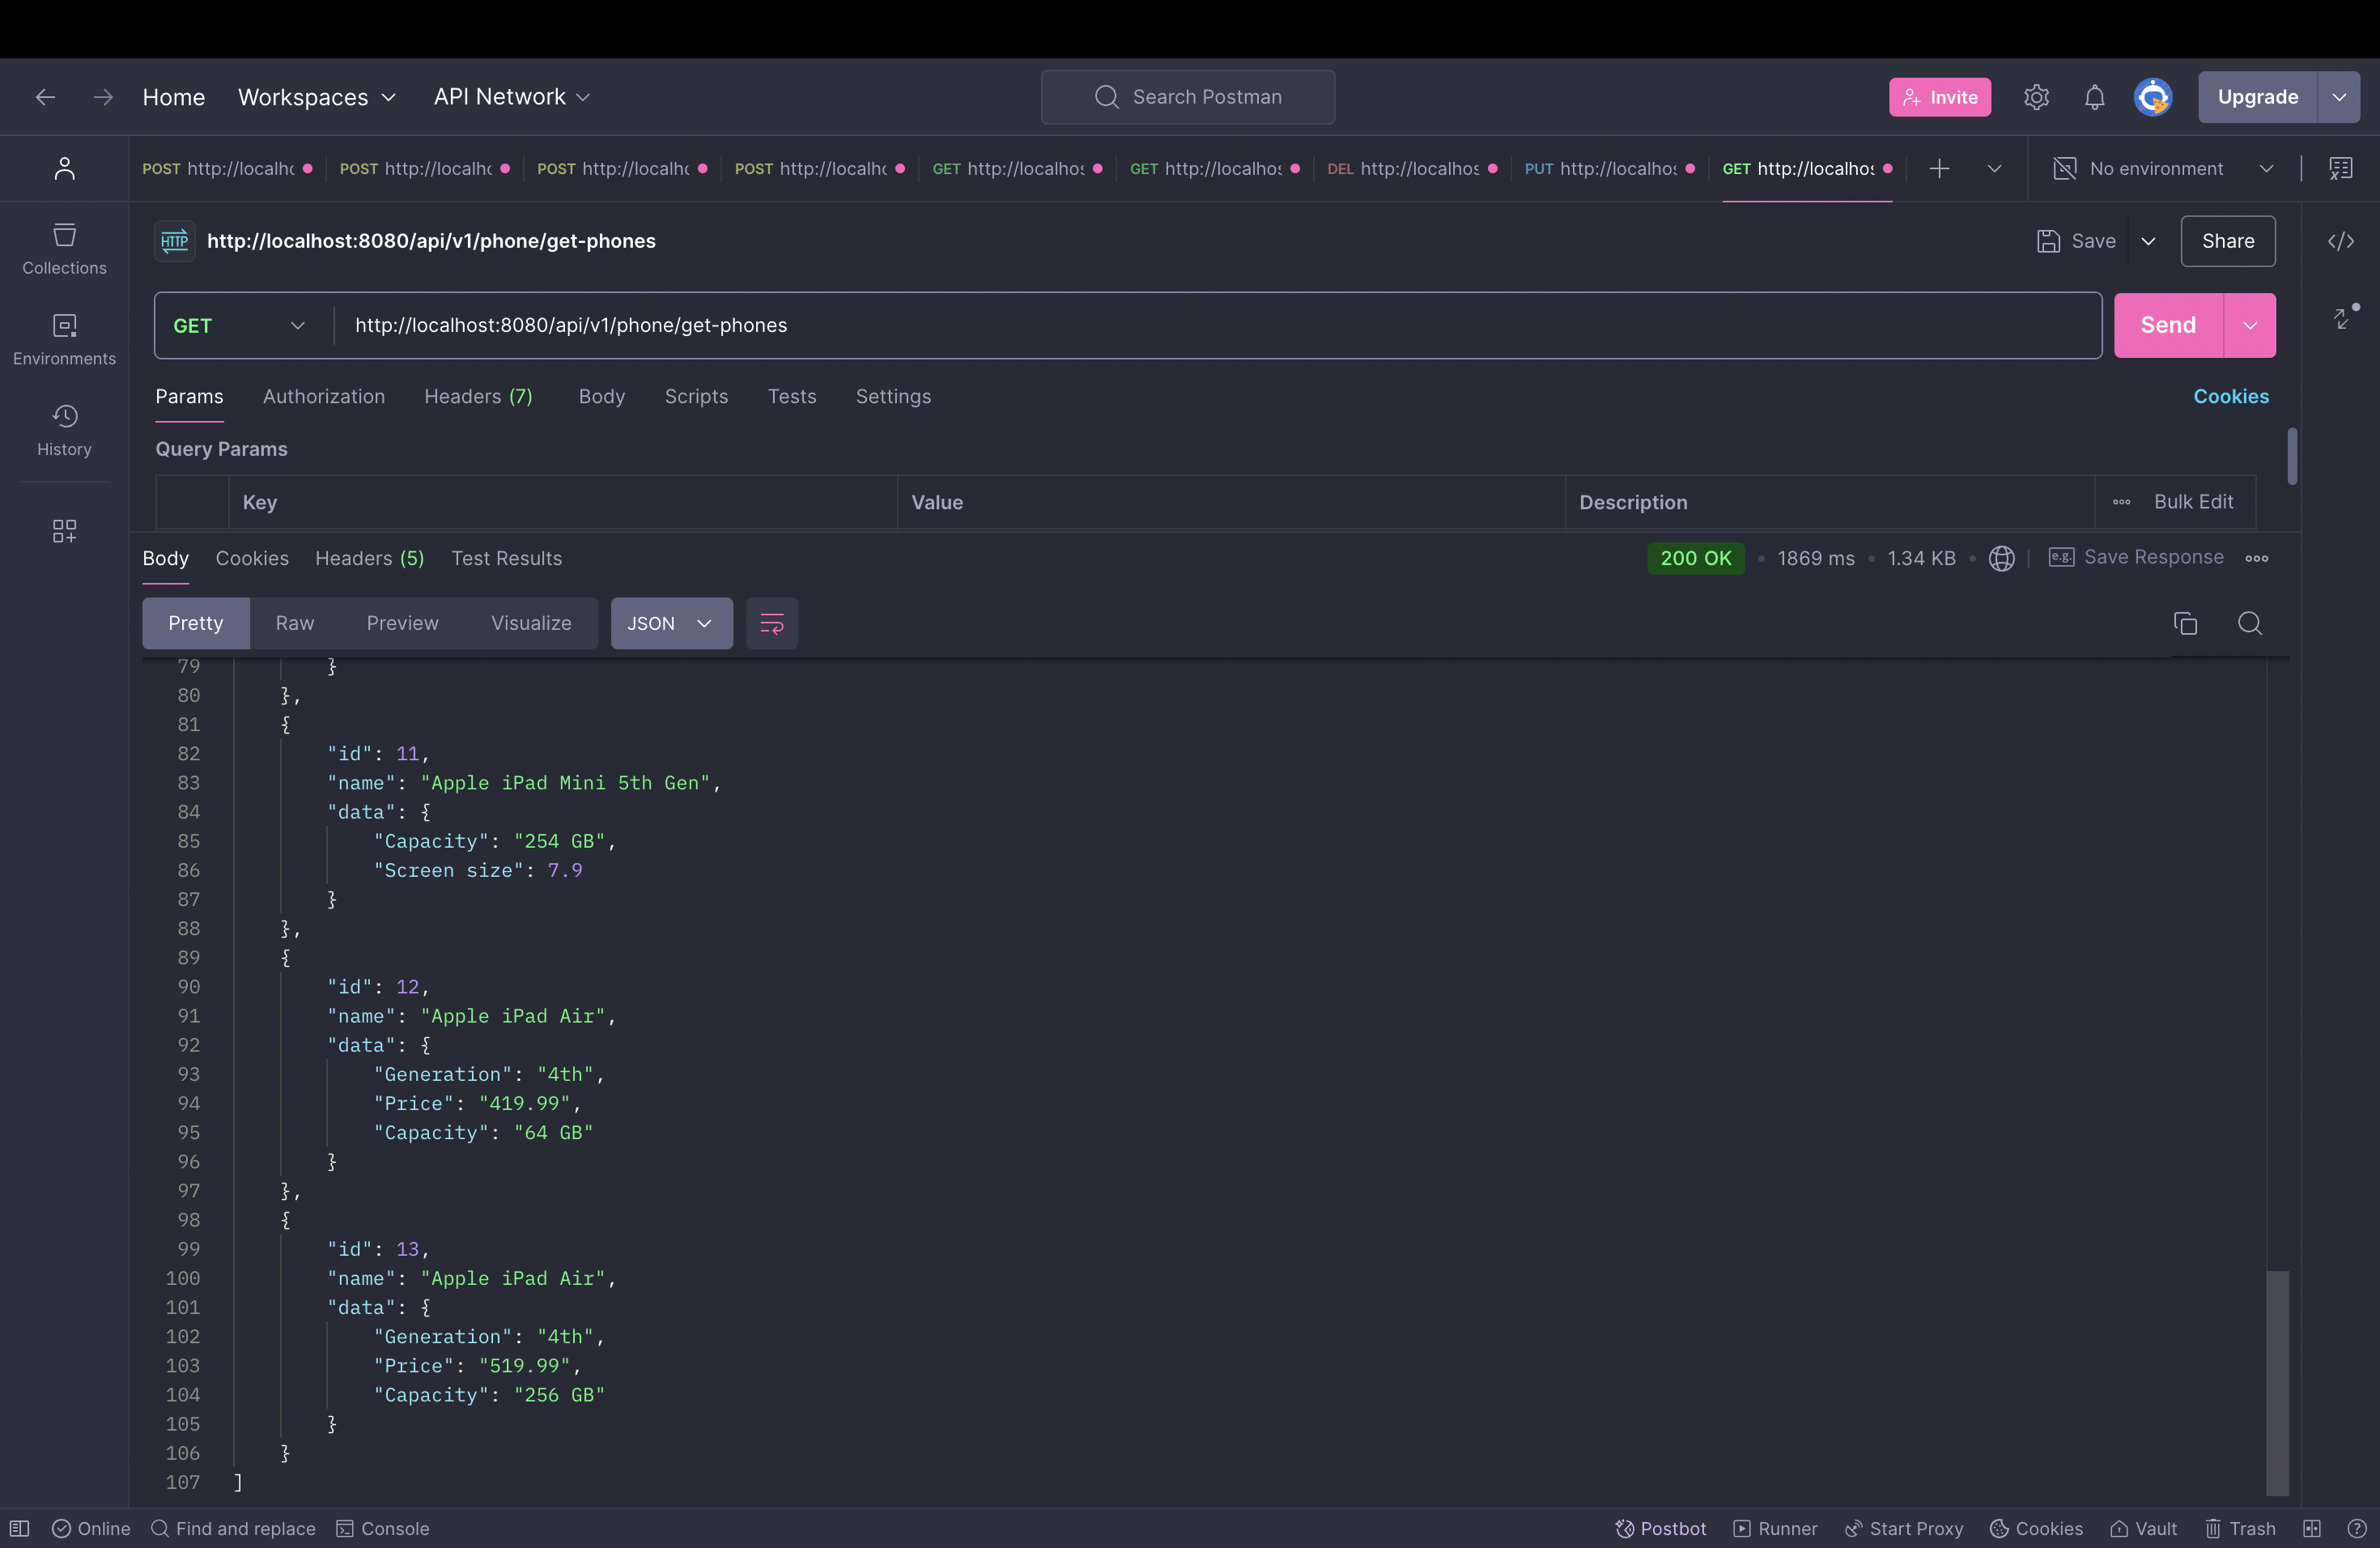 Home Workspaces API Network Search Postman Invite Upgrade
POST http://localh POST http://localh POST http://localh POST http://localh GET http://localhos GET http://localhos DEL http://localhos PUT http://localhos GET http://localhos No environment
HTTP http://localhost:8080/api/v1/phone/get-phones Save Share
Collections
GET http://localhost:8080/api/v1/phone/get-phones Send
Environments
Params Authorization Headers (7) Body Scripts Tests Settings Cookies
History
Query Params
Key Value Description Bulk Edit
Body Cookies Headers (5) Test Results 200 OK 1869 ms 1.34 KB e.g. Save Response
Pretty Raw Preview Visualize JSON
79 }
80 },
81 {
82 "id": 11,
83 "name": "Apple iPad Mini 5th Gen",
84 "data": {
85 "Capacity": "254 GB",
86 "Screen size": 7.9
87 }
88 },
89 {
90 "id": 12,
91 "name": "Apple iPad Air",
92 "data": {
93 "Generation": "4th",
94 "Price": "419.99",
95 "Capacity": "64 GB"
96 }
97 },
98 {
99 "id": 13,
100 "name": "Apple iPad Air",
101 "data": {
102 "Generation": "4th",
103 "Price": "519.99",
104 "Capacity": "256 GB"
105 }
106 }
107 ]
Online Find and replace Console Postbot Runner Start Proxy Cookies Vault Trash